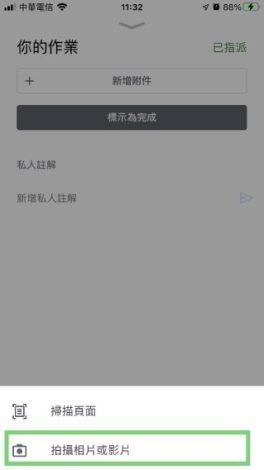 中華電信 11:32 88%
你的作業 已指派
+ 新增附件
標示為完成
私人註解
新增私人註解
掃描頁面
拍攝相片或影片